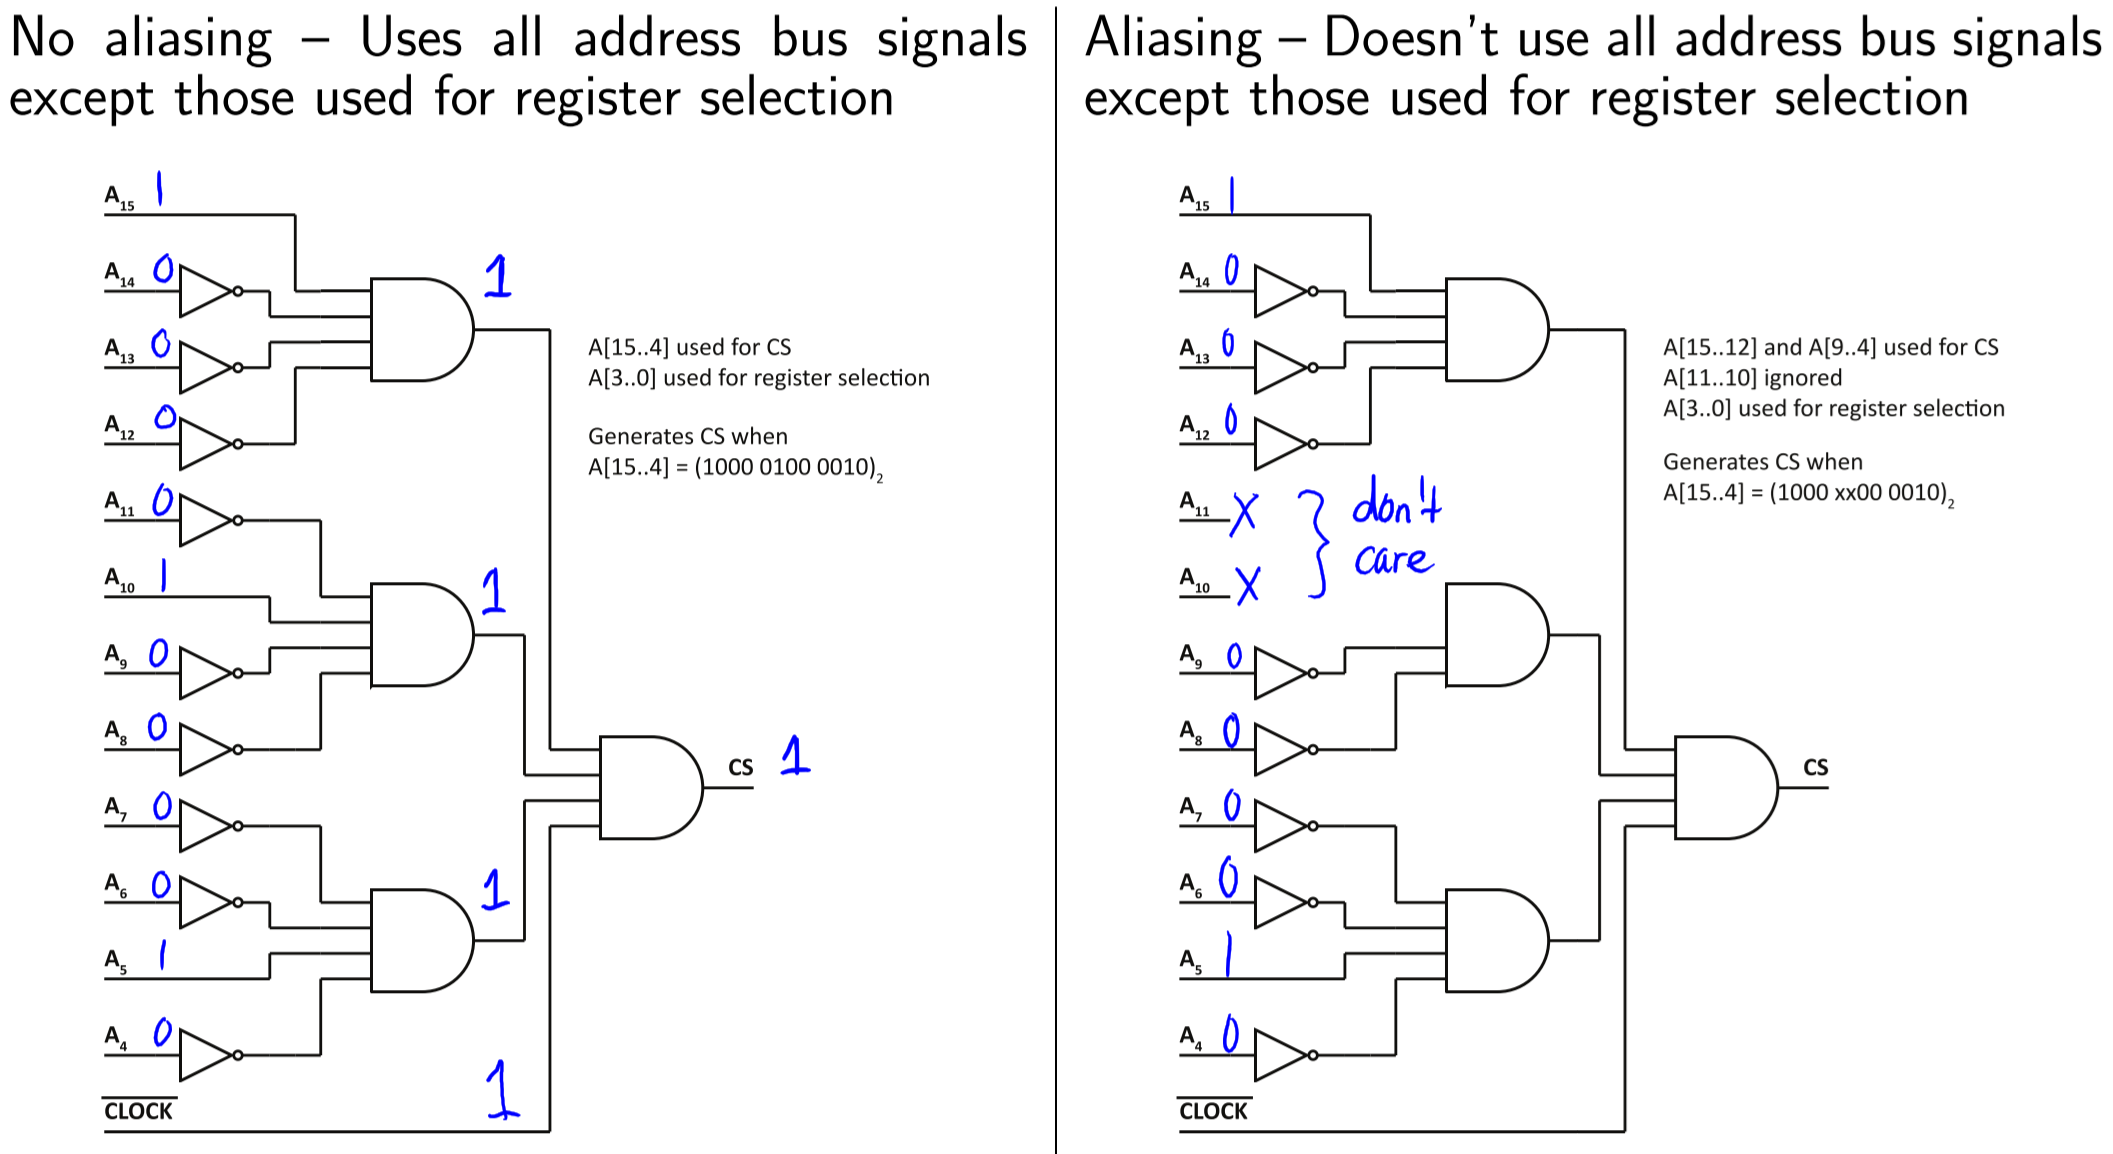 No aliasing – Uses all address bus signals
except those used for register selection
A15 1
A14 0
1
A13 0
A[15..4] used for CS
A[3..0] used for register selection
A12 0
Generates CS when
A[15..4] = (1000 0100 0010)2
A11 0
A10 1
1
A9 0
A8 0
CS 1
A7 0
A6 0
1
A5 1
A4 0
CLOCK
1
Aliasing – Doesn't use all address bus signals
except those used for register selection
A15 1
A14 0
A13 0
A[15..12] and A[9..4] used for CS
A[11..10] ignored
A[3..0] used for register selection
A12 0
Generates CS when
A[15..4] = (1000 xx00 0010)2
A11 X
don't
care
A10 X
A9 0
A8 0
CS
A7 0
A6 0
A5 1
A4 0
CLOCK